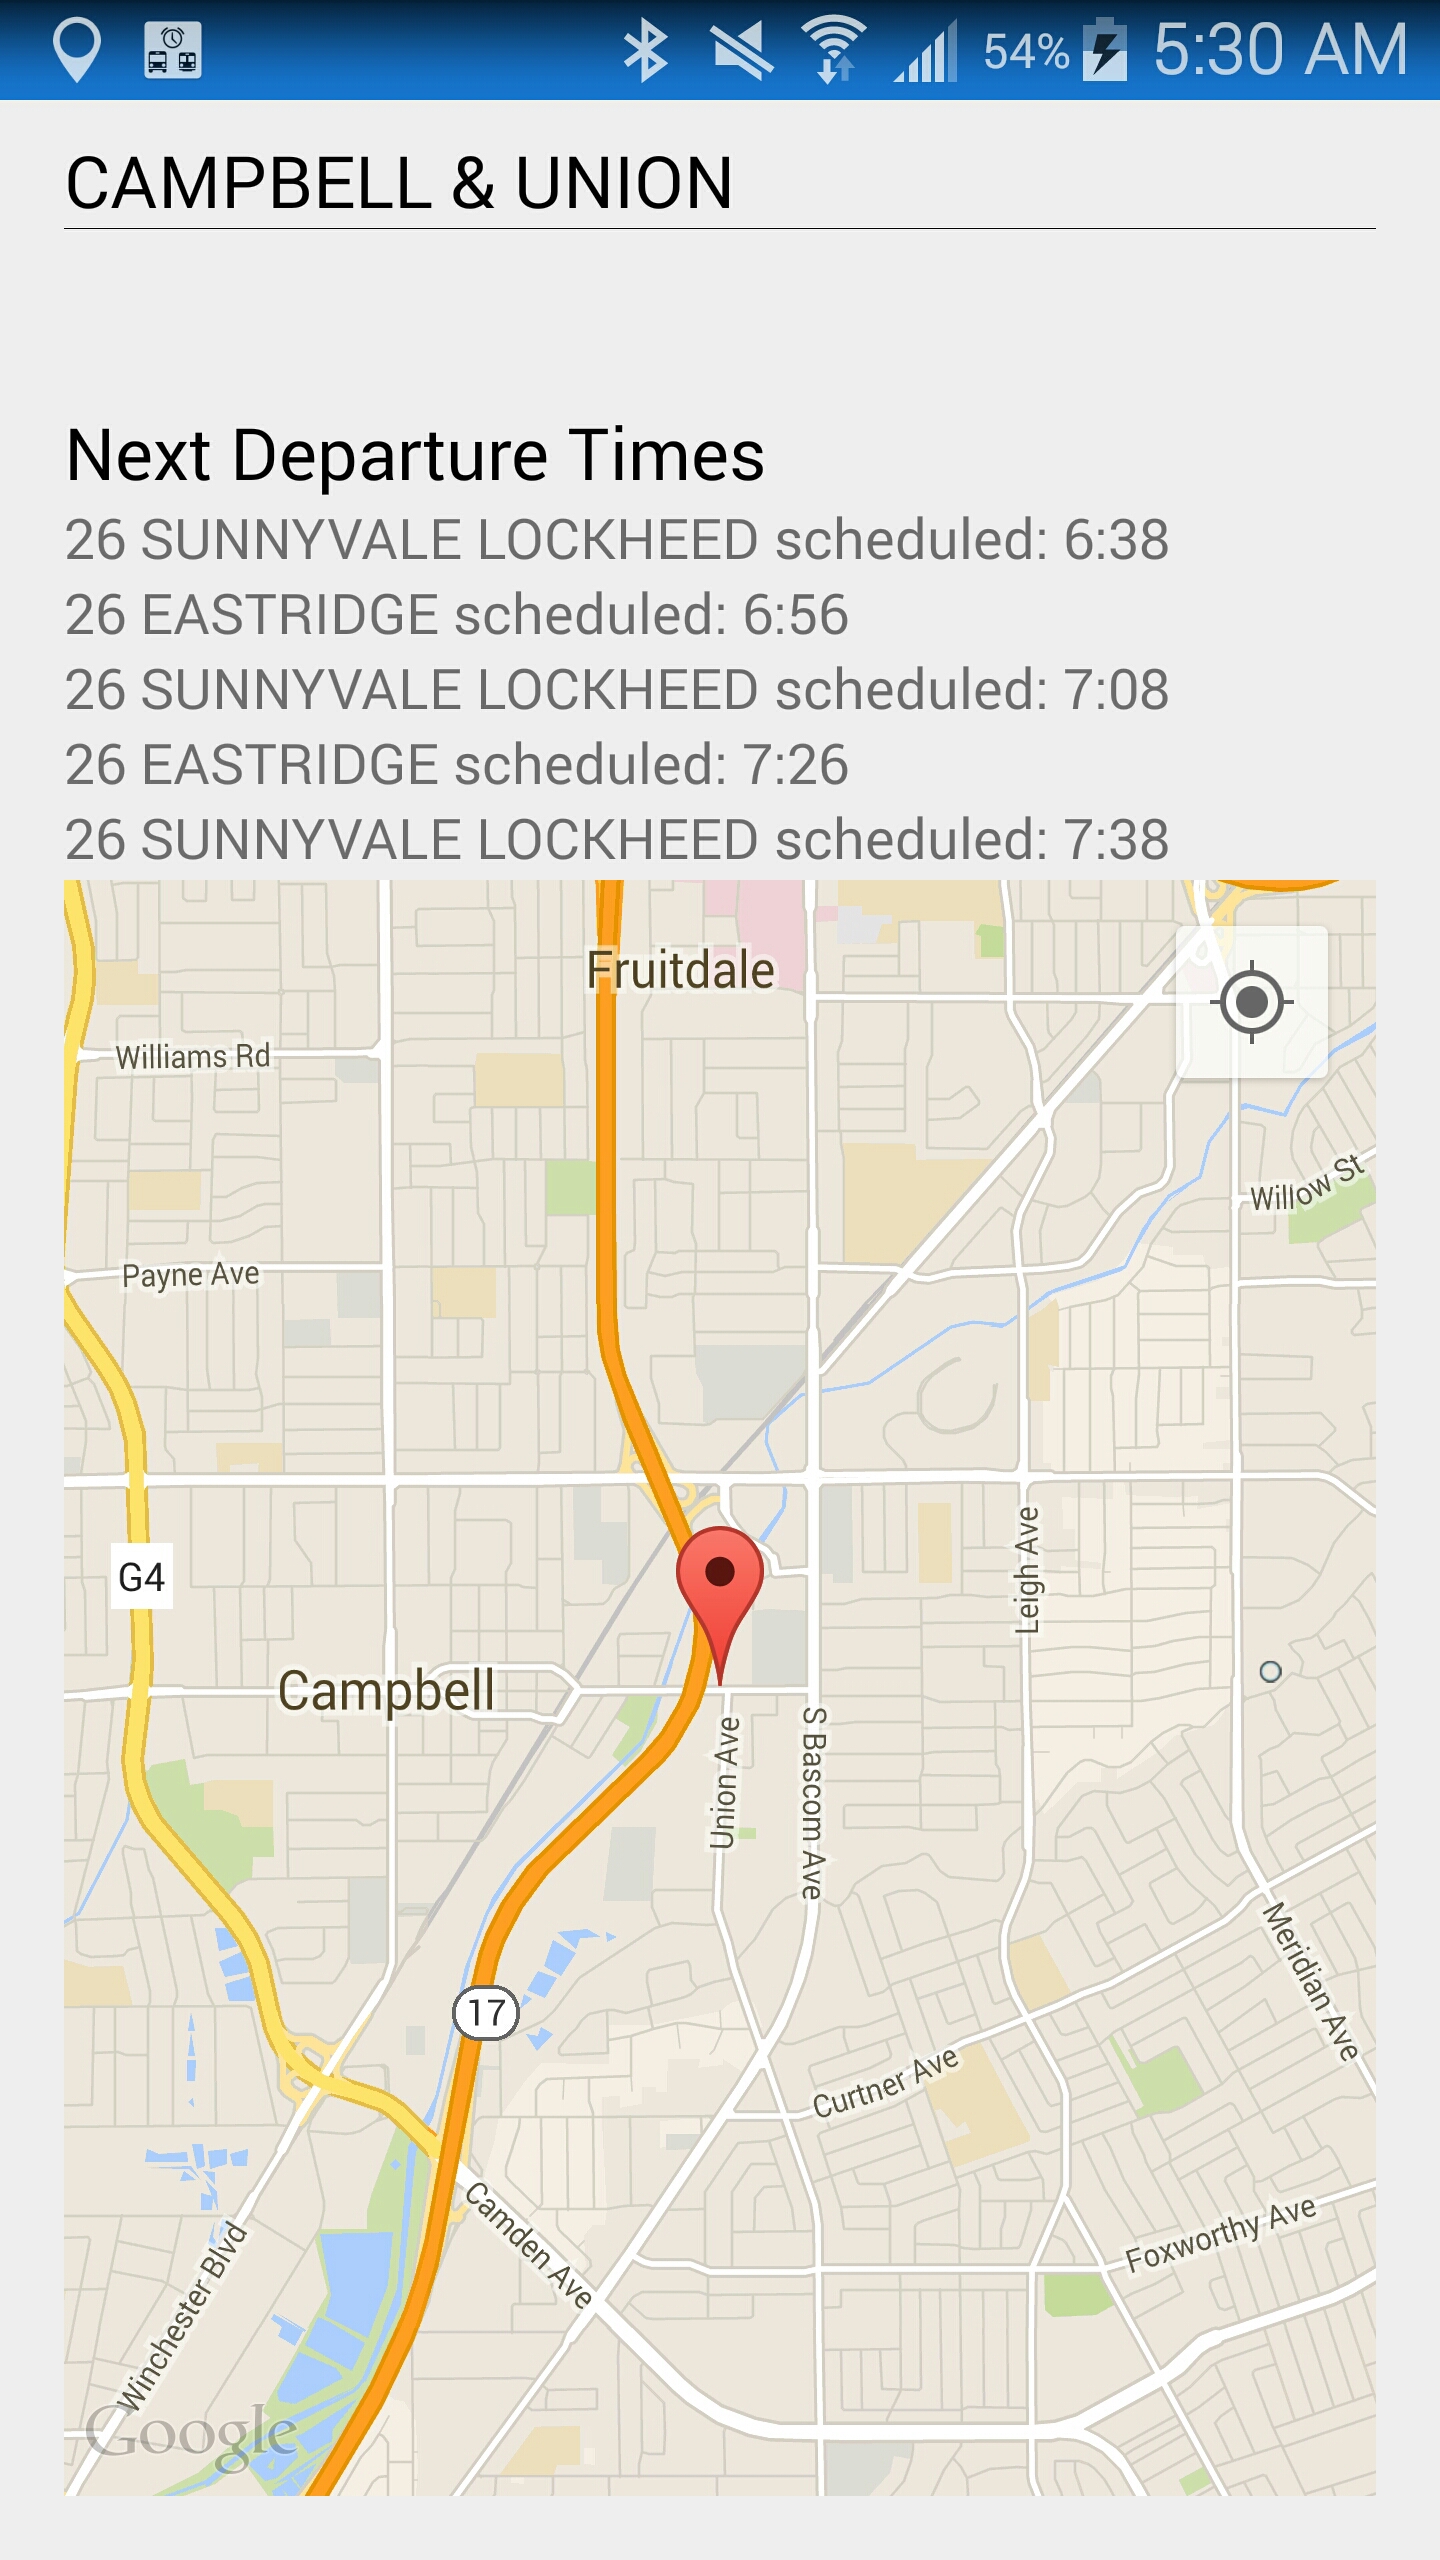 54% 5:30 AM
CAMPBELL & UNION
Next Departure Times
26 SUNNYVALE LOCKHEED scheduled: 6:38
26 EASTRIDGE scheduled: 6:56
26 SUNNYVALE LOCKHEED scheduled: 7:08
26 EASTRIDGE scheduled: 7:26
26 SUNNYVALE LOCKHEED scheduled: 7:38
Fruitdale
Williams Rd
Willow St
Payne Ave
G4
Leigh Ave
Campbell
Union Ave
S Bascom Ave
Meridian Ave
17
Curtner Ave
Camden Ave
Foxworthy Ave
Winchester Blvd
Google